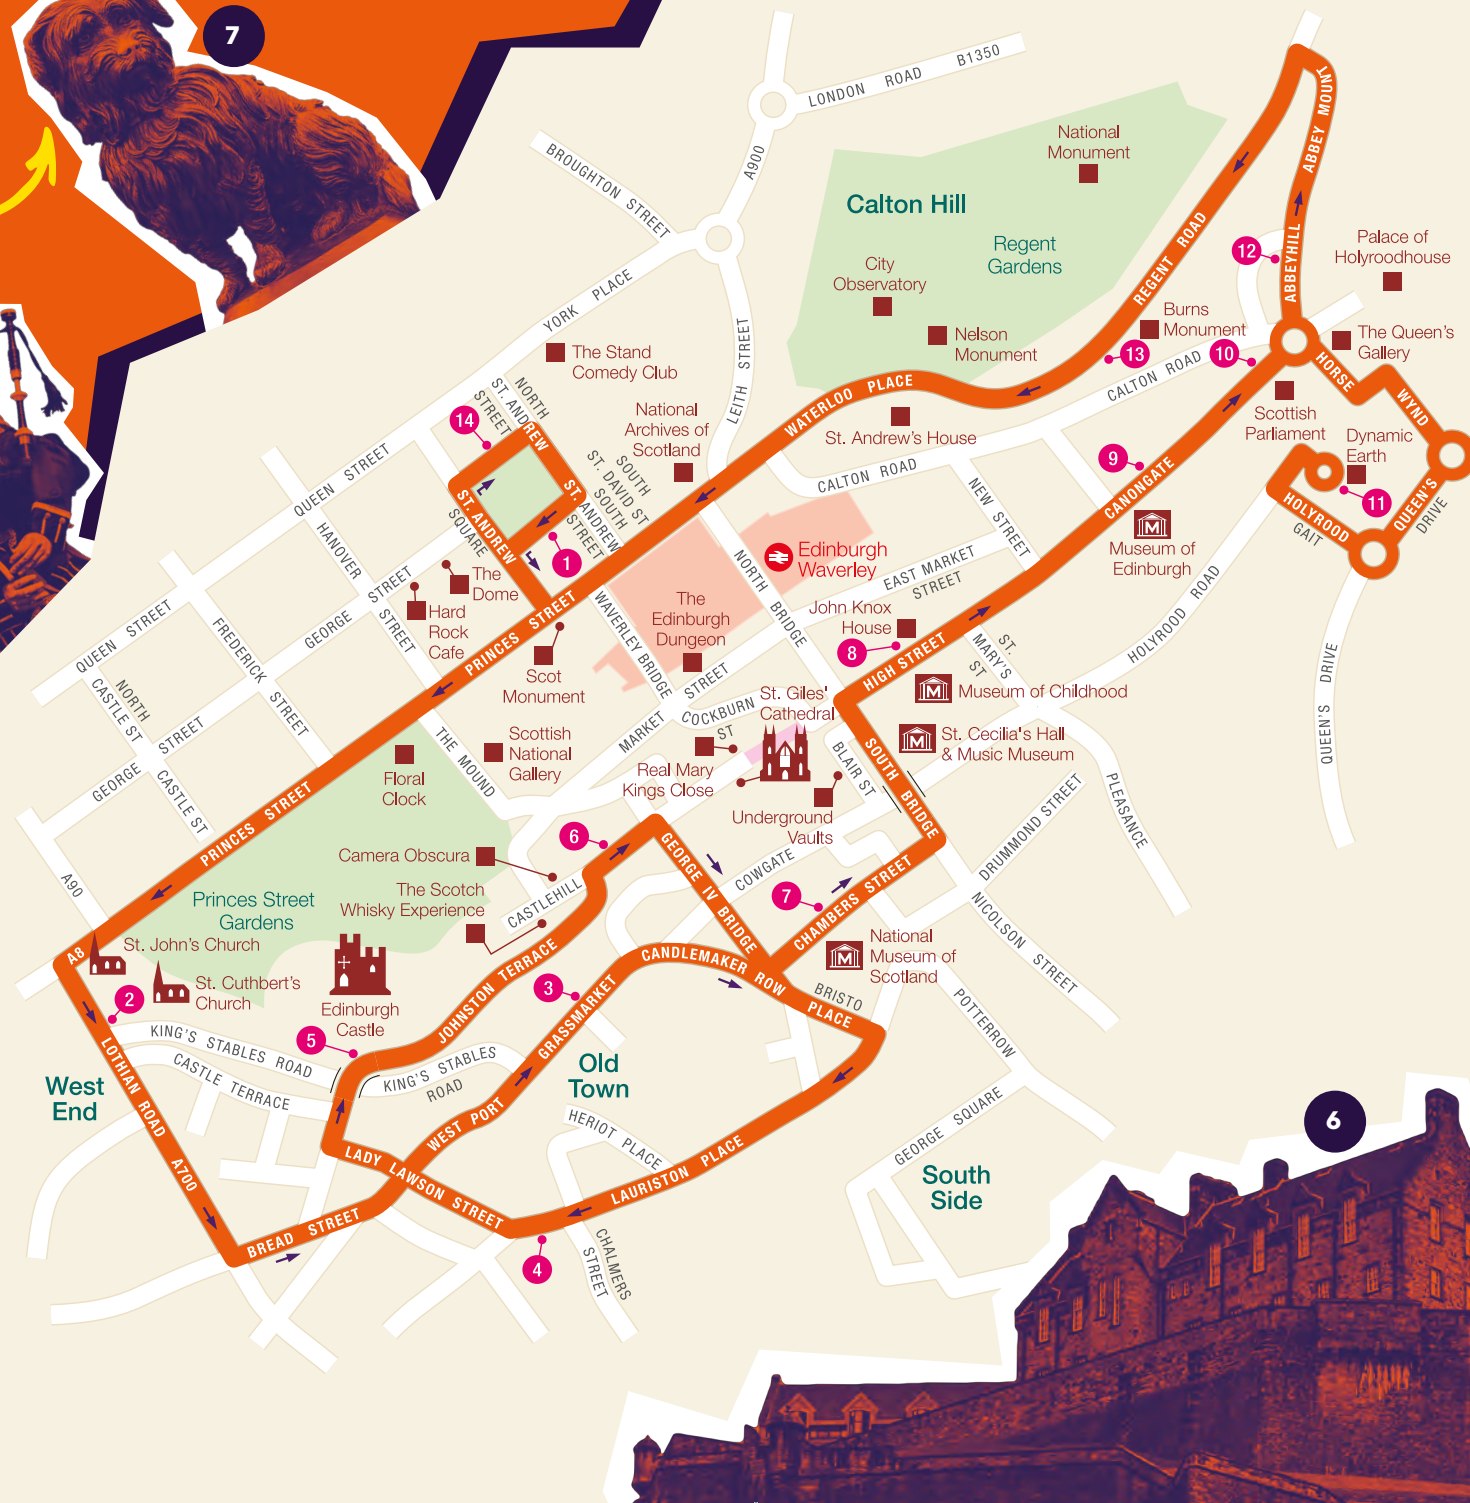 7
LONDON ROAD B1350
A900
BROUGHTON STREET
YORK PLACE
LEITH STREET
National
Monument
Calton Hill
Regent
Gardens
City
Observatory
Nelson
Monument
REGENT ROAD
ABBEY MOUNT
ABBEYHILL
12
Palace of
Holyroodhouse
Burns
Monument
13
10
The Queen's
Gallery
HORSE
WYND
CALTON ROAD
Scottish
Parliament
Dynamic
Earth
11
QUEEN'S
DRIVE
HOLYROOD
GAIT
9
CANONGATE
Museum of
Edinburgh
The Stand
Comedy Club
NORTH
ST. ANDREW
STREET
14
ST. ANDREW
SQUARE
ANDREW
ST.
ANDREW
STREET
SOUTH
SOUTH
ST. DAVID ST
National
Archives of
Scotland
WATERLOO PLACE
St. Andrew's House
CALTON ROAD
NEW STREET
1
QUEEN STREET
HANOVER
STREET
The
Dome
Hard
Rock
Cafe
GEORGE STREET
QUEEN STREET
FREDERICK STREET
NORTH
CASTLE ST
GEORGE STREET
CASTLE ST
PRINCES STREET
Scot
Monument
WAVERLEY BRIDGE
The
Edinburgh
Dungeon
Edinburgh
Waverley
NORTH BRIDGE
EAST MARKET
STREET
John Knox
House
8
HIGH STREET
ST.
MARY'S
ST
HOLYROOD ROAD
QUEEN'S DRIVE
Museum of Childhood
St. Cecilia's Hall
& Music Museum
MARKET STREET
COCKBURN
ST
St. Giles'
Cathedral
Real Mary
Kings Close
Underground
Vaults
BLAIR ST
SOUTH BRIDGE
PLEASANCE
DRUMMOND STREET
Scottish
National
Gallery
THE MOUND
Floral
Clock
PRINCES STREET
A90
A8
Princes Street
Gardens
Camera Obscura
The Scotch
Whisky Experience
CASTLEHILL
6
GEORGE IV BRIDGE
COWGATE
7
CHAMBERS STREET
National
Museum of
Scotland
NICOLSON STREET
St. John's Church
St. Cuthbert's
Church
Edinburgh
Castle
2
KING'S STABLES ROAD
CASTLE TERRACE
5
JOHNSTON TERRACE
3
GRASSMARKET
CANDLEMAKER ROW
BRISTO
PLACE
POTTERROW
KING'S STABLES
ROAD
Old
Town
West
End
LOTHIAN ROAD A700
WEST PORT
HERIOT PLACE
LADY LAWSON STREET
LAURISTON PLACE
BREAD STREET
4
CHALMERS
STREET
GEORGE SQUARE
South
Side
6